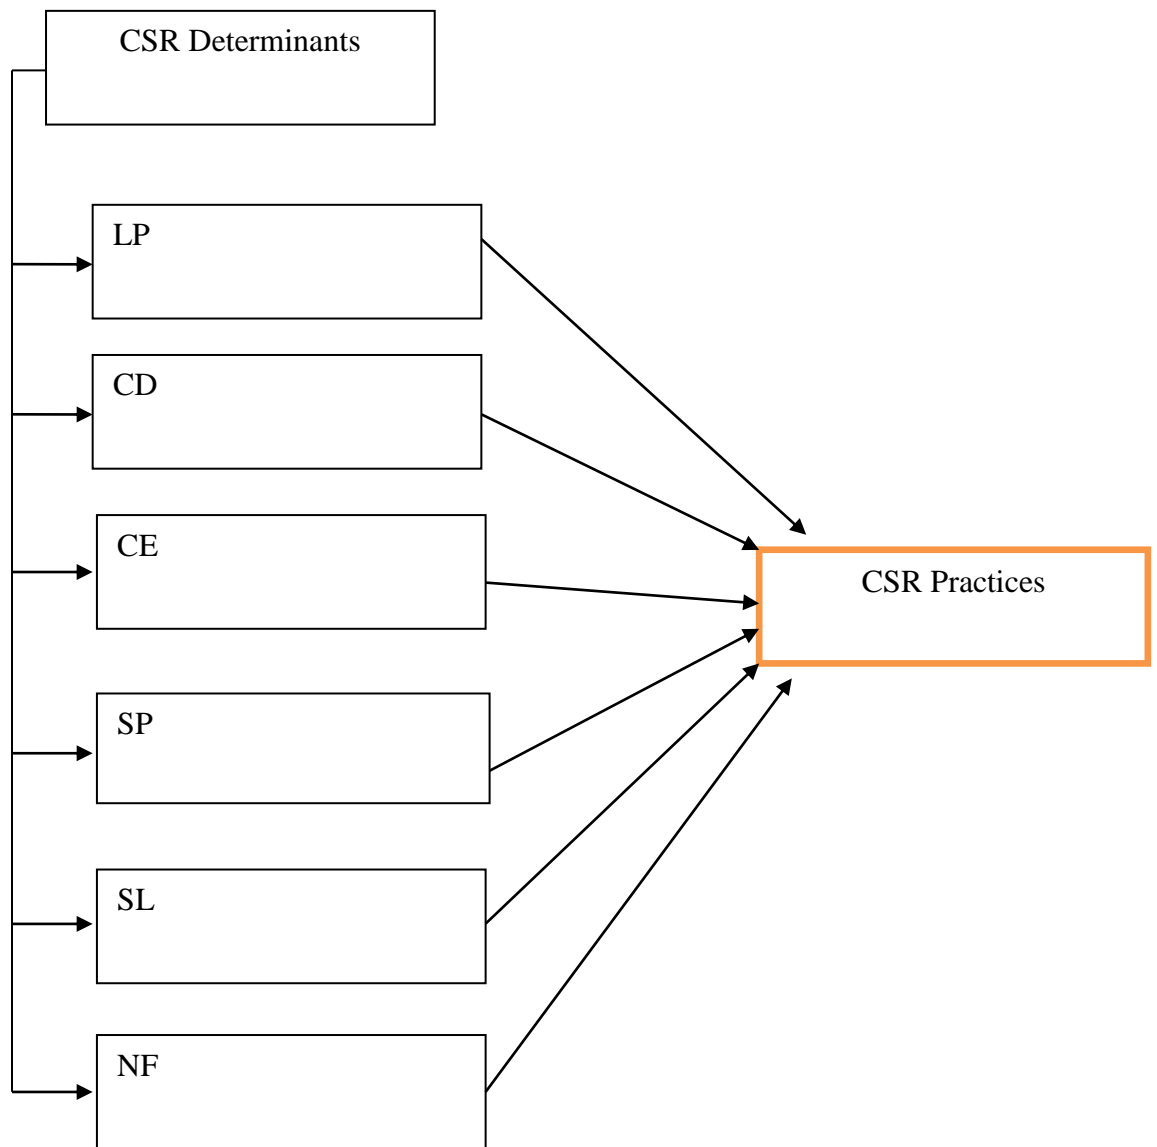 CSR Determinants
LP
CD
CE
CSR Practices
SP
SL
NF